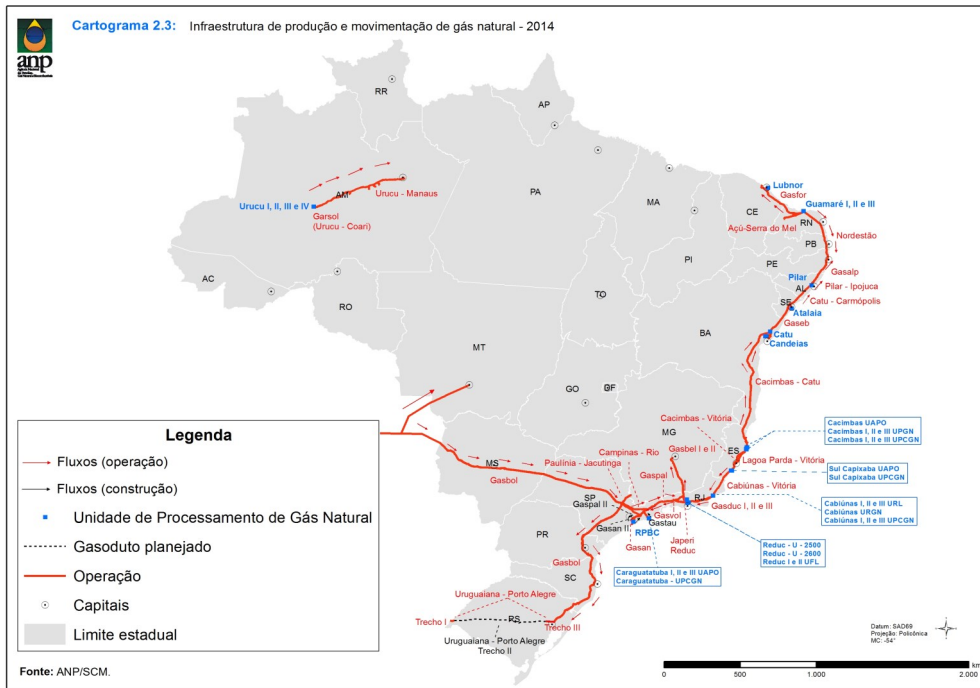 Cartograma 2.3: Infraestrutura de produção e movimentação de gás natural - 2014
anp
RR
AP
AM
Urucu - Manaus
Urucu I, II, III e IV
Garsol
(Urucu - Coari)
PA
MA
CE
Lubnor
Gasfor
Guamaré I, II e III
Açú-Serra do Mel
RN
Nordestão
PB
PI
PE
Gasalp
Pilar
AL
Pilar - Ipojuca
SE
Catu - Carmópolis
Atalaia
Gaseb
Catu
Candeias
AC
RO
TO
BA
MT
GO
DF
Cacimbas - Catu
MG
Cacimbas - Vitória
Gasbel I e II
Campinas - Rio
Paulínia - Jacutinga
Gaspal
ES
Lagoa Parda - Vitória
Cabiúnas - Vitória
MS
Gasbol
SP
Gaspal II
Gasan II
RPBC
Gasan
Gasvol
Gastau
RJ
Gasduc I, II e III
Japeri
Reduc
Cacimbas UAPO
Cacimbas I, II e III UPGN
Cacimbas I, II e III UPCGN
Sul Capixaba UAPO
Sul Capixaba UPCGN
Cabiúnas I, II e III URL
Cabiúnas URGN
Cabiúnas I, II e III UPCGN
Reduc - U - 2500
Reduc - U - 2600
Reduc I e II UFL
Caraguatatuba I, II e III UAPO
Caraguatatuba - UPCGN
PR
Gasbol
SC
Uruguaiana - Porto Alegre
Trecho I
RS
Trecho III
Uruguaiana - Porto Alegre
Trecho II
Legenda
Fluxos (operação)
Fluxos (construção)
Unidade de Processamento de Gás Natural
Gasoduto planejado
Operação
Capitais
Limite estadual
Fonte: ANP/SCM.
Datum: SAD69
Projeção: Policônica
MC: -54°
0 500 1.000 2.000
km